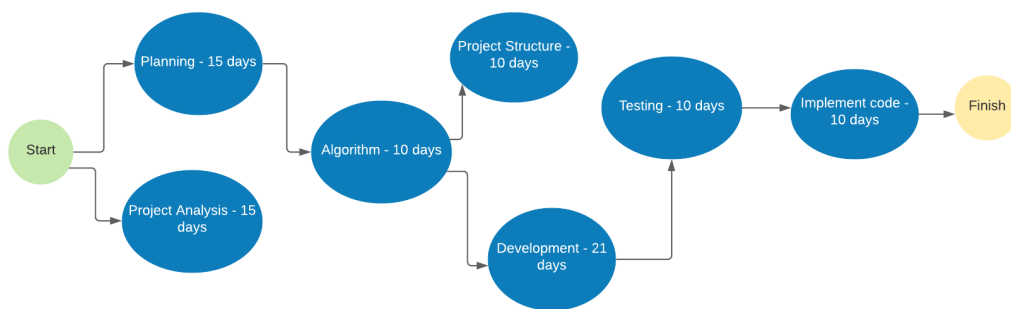 Start
Planning - 15 days
Project Analysis - 15
days
Algorithm - 10 days
Project Structure -
10 days
Development - 21
days
Testing - 10 days
Implement code -
10 days
Finish